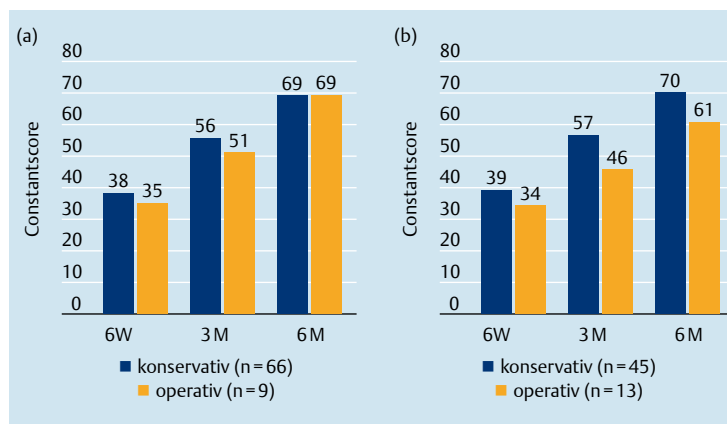 (a)
Constantscore
80
70
60
50
40
30
20
10
0
38
35
56
51
69
69
6W
3 M
6 M
konservativ (n = 66)
operativ (n = 9)
(b)
Constantscore
80
70
60
50
40
30
20
10
0
39
34
57
46
70
61
6W
3 M
6 M
konservativ (n = 45)
operativ (n = 13)